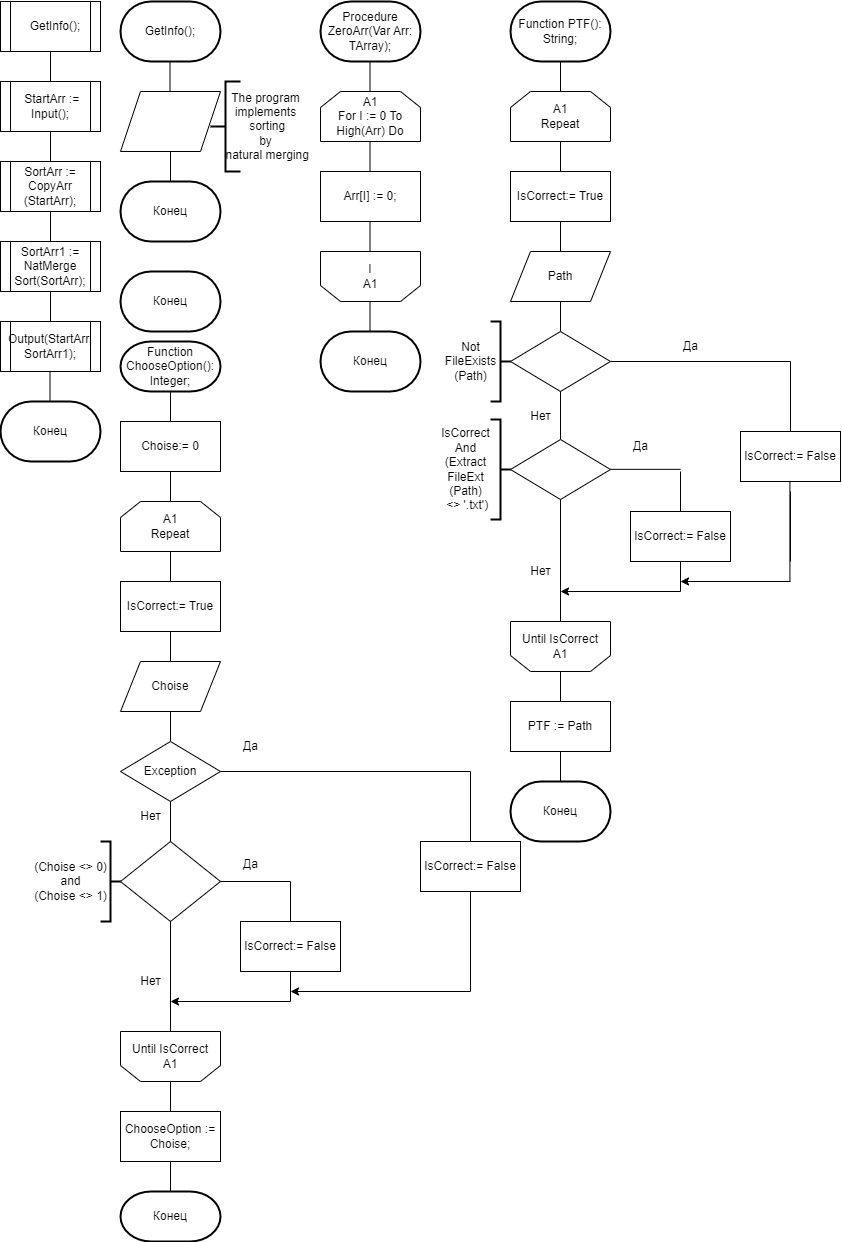 GetInfo();
StartArr :=
Input();
SortArr :=
CopyArr
(StartArr);
SortArr1 :=
NatMerge
Sort(SortArr);
Output(StartArr,
SortArr1);
Конец
GetInfo();
The program
implements
sorting
by
natural merging
Конец
Конец
Function
ChooseOption():
Integer;
Choise:= 0
A1
Repeat
IsCorrect:= True
Choise
Exception
Да
Нет
IsCorrect:= False
(Choise <> 0)
and
(Choise <> 1)
Да
IsCorrect:= False
Нет
Until IsCorrect
A1
ChooseOption :=
Choise;
Конец
Procedure
ZeroArr(Var Arr:
TArray);
A1
For I := 0 To
High(Arr) Do
Arr[I] := 0;
I
A1
Конец
Function PTF():
String;
A1
Repeat
IsCorrect:= True
Path
Not
FileExists
(Path)
Да
Нет
IsCorrect:= False
IsCorrect
And
(Extract
FileExt
(Path)
<> '.txt')
Да
IsCorrect:= False
Нет
Until IsCorrect
A1
PTF := Path
Конец